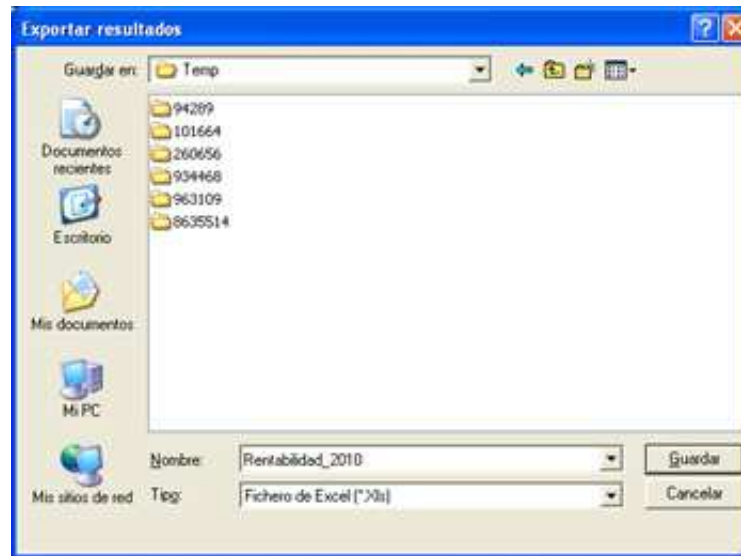 Exportar resultados
Guardar en:
Temp
94289
101664
260656
934468
963109
8635514
Documentos
recientes
Escritorio
Mis documentos
Mi PC
Mis sitios de red
Nombre:
Rentabilidad_2010
Guardar
Tipo:
Fichero de Excel (*.Xls)
Cancelar